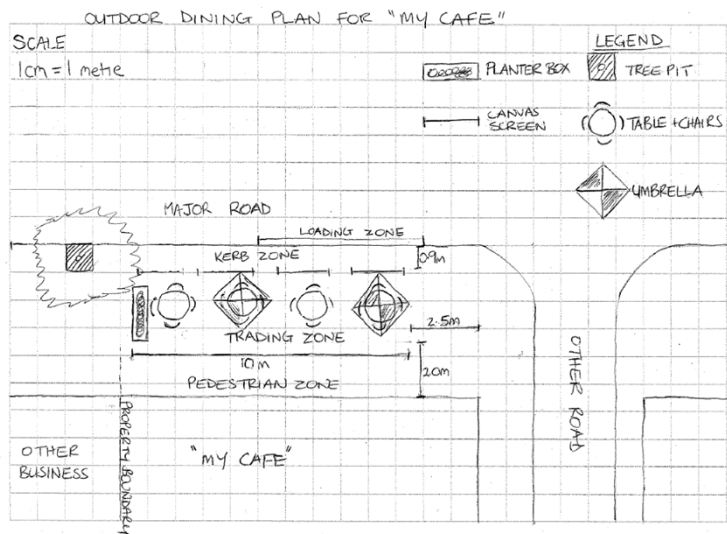 OUTDOOR DINING PLAN FOR "MY CAFE"
SCALE
1cm = 1 metre
LEGEND
PLANTER BOX
TREE PIT
CANVAS
SCREEN
TABLE + CHAIRS
UMBRELLA
MAJOR ROAD
LOADING ZONE
KERB ZONE
0.9m
2.5m
TRADING ZONE
10m
2.0m
PEDESTRIAN ZONE
OTHER ROAD
PROPERTY BOUNDARY
OTHER
BUSINESS
"MY CAFE"